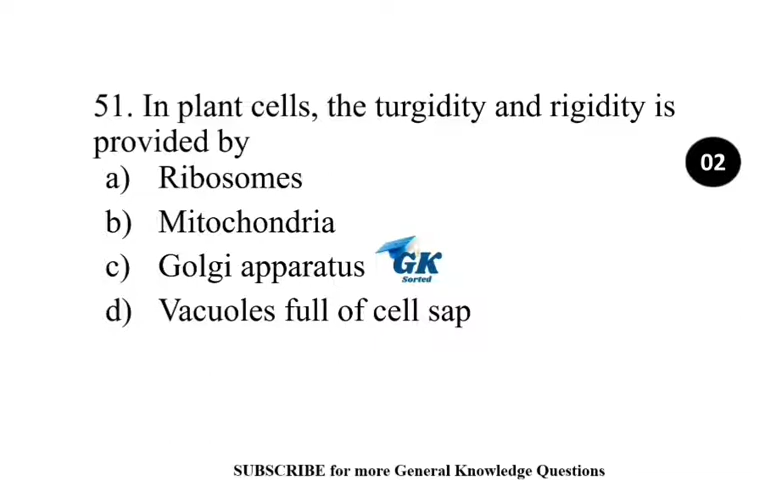 51. In plant cells, the turgidity and rigidity is
provided by
02
a) Ribosomes
b) Mitochondria
c) Golgi apparatus
GK
Sorted
d) Vacuoles full of cell sap
SUBSCRIBE for more General Knowledge Questions